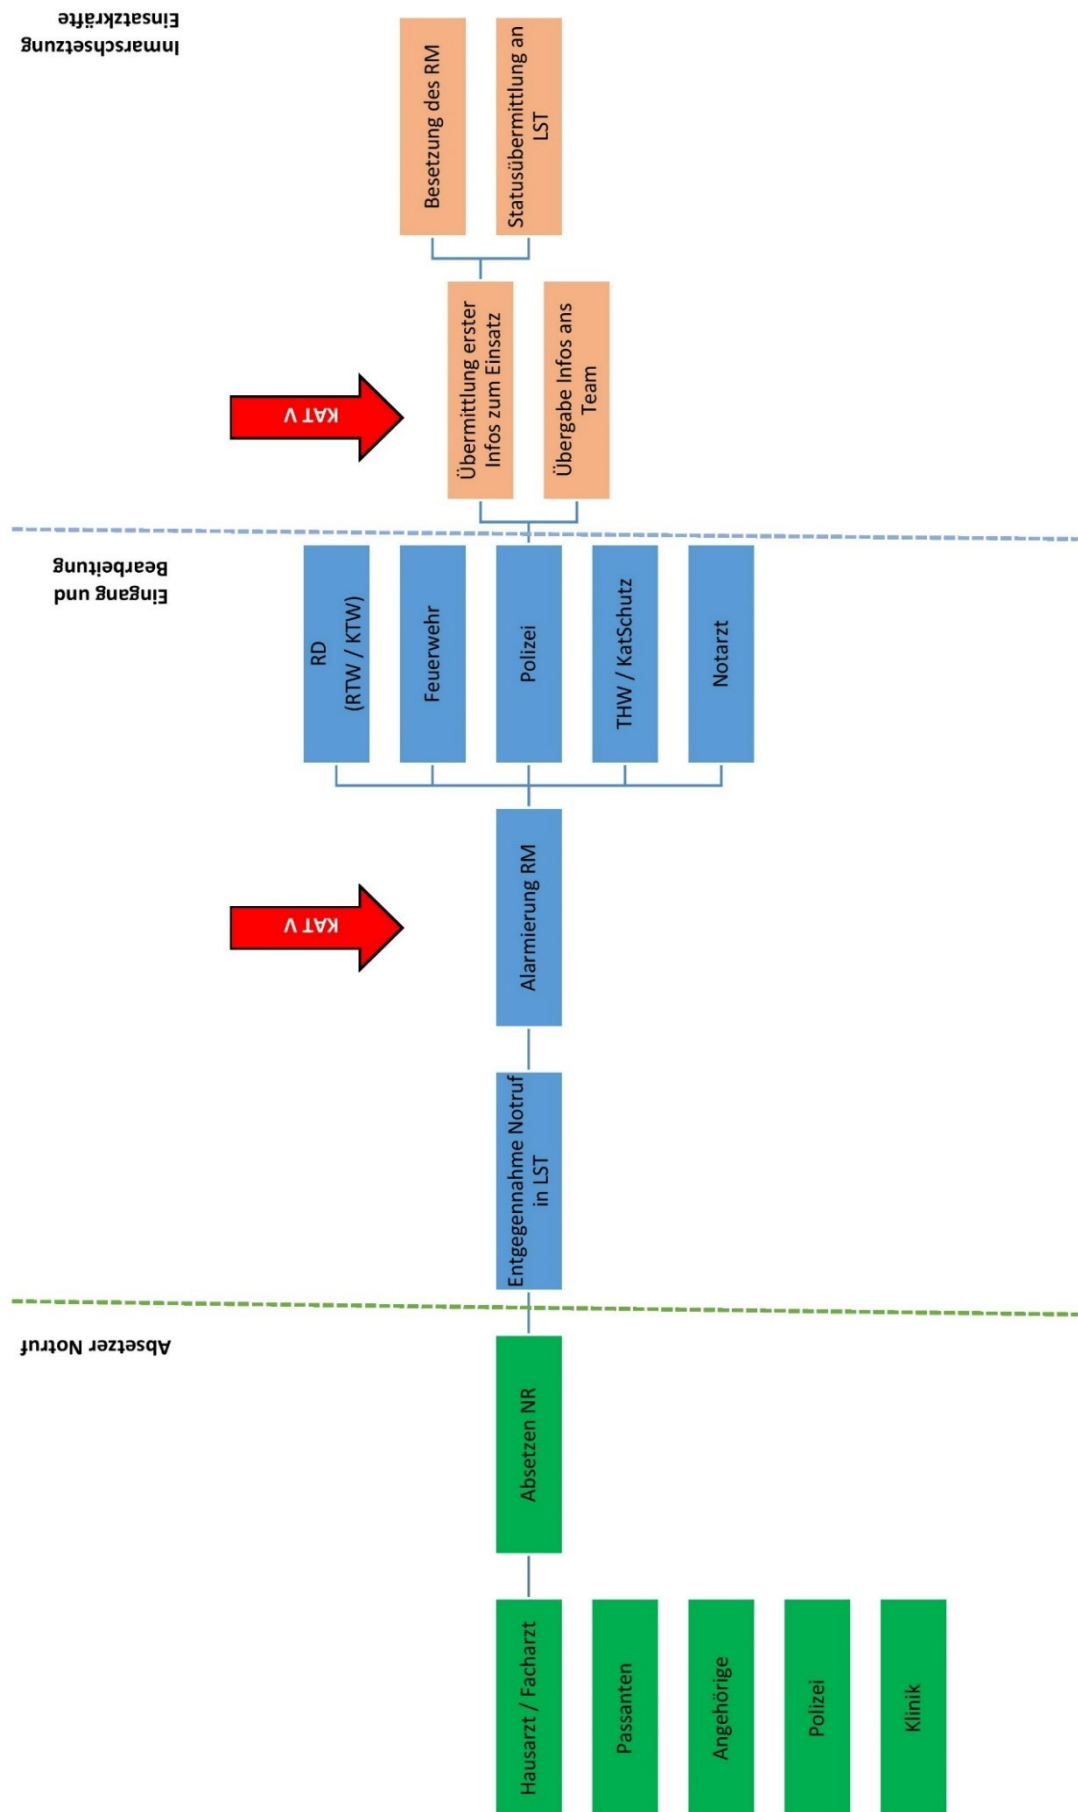 Absetzer Notruf
Hausarzt / Facharzt
Passanten
Angehörige
Polizei
Klinik
Absetzen NR
Eingang und
Bearbeitung
Entgegennahme Notruf
in LST
KAT V
Alarmierung RM
RD
(RTW / KTW)
Feuerwehr
Polizei
THW / KatSchutz
Notarzt
Inmarschsetzung
Einsatzkräfte
KAT V
Übermittlung erster
Infos zum Einsatz
Übergabe Infos ans
Team
Besetzung des RM
Statusübermittlung an
LST